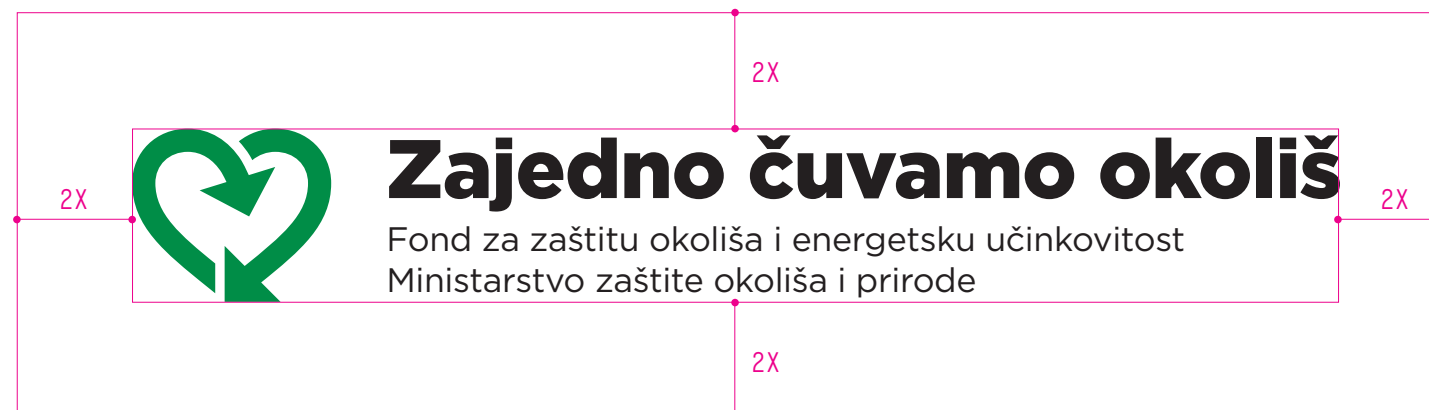 2X
Zajedno čuvamo okoliš
2X
2X
Fond za zaštitu okoliša i energetsku učinkovitost
Ministarstvo zaštite okoliša i prirode
2X